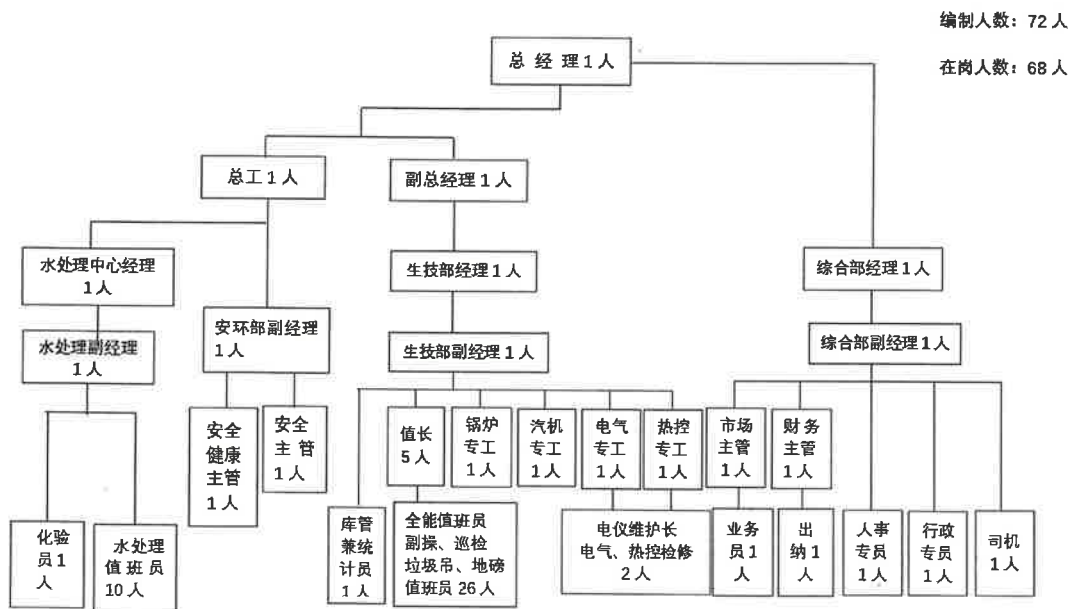 编制人数：72人
在岗人数：68人
总 经 理1人
总工1人
副总经理1人
水处理中心经理
1人
生技部经理1人
综合部经理1人
安环部副经理
1人
水处理副经理
1人
生技部副经理1人
综合部副经理1人
安全
健康
主管
1人
安全
主 管
1人
值长
5人
锅炉
专工
1人
汽机
专工
1人
电气
专工
1人
热控
专工
1人
市场
主管
1人
财务
主管
1人
化验
员1
人
水处理
值 班 员
10人
库管
兼统
计员
1人
全能值班员
副操、巡检
垃圾吊、地磅
值班员26人
电仪维护长
电气、热控检修
2人
业务
员1
人
出
纳1
人
人事
专员
1人
行政
专员
1人
司机
1人